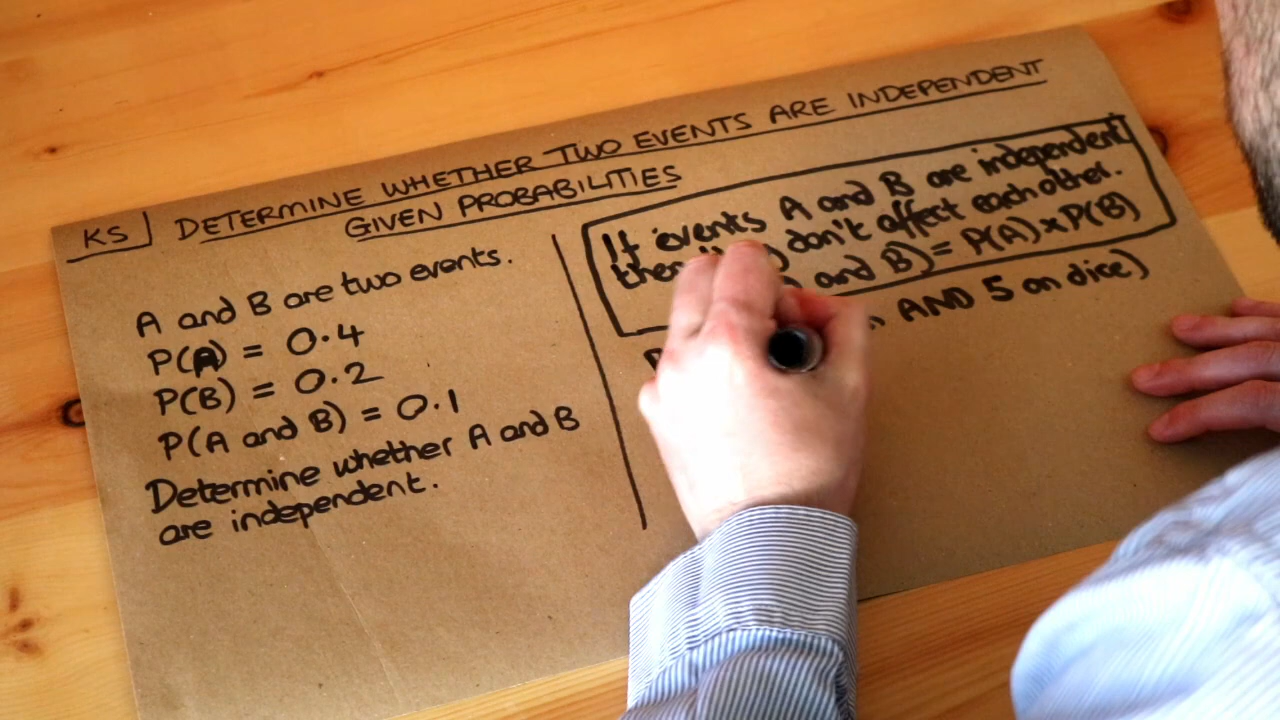 KS
DETERMINE WHETHER TWO EVENTS ARE INDEPENDENT
GIVEN PROBABILITIES
A and B are two events.
P(A) = 0.4
P(B) = 0.2
P(A and B) = 0.1
Determine whether A and B
are independent.
If events A and B are independent
then don't affect each other.
and B) = P(A) x P(B)
AND 5 on dice)